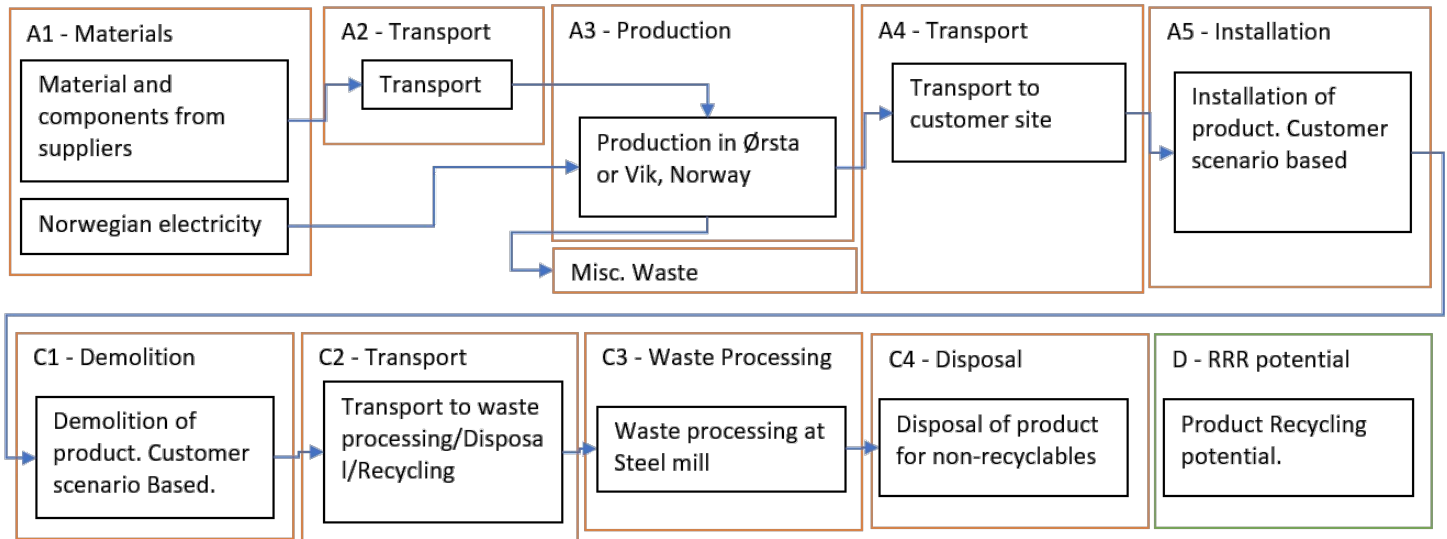 A1 - Materials
Material and
components from
suppliers
Norwegian electricity
A2 - Transport
Transport
A3 - Production
Production in Ørsta
or Vik, Norway
Misc. Waste
A4 - Transport
Transport to
customer site
A5 - Installation
Installation of
product. Customer
scenario based
C1 - Demolition
Demolition of
product. Customer
scenario Based.
C2 - Transport
Transport to waste
processing/Disposa
l/Recycling
C3 - Waste Processing
Waste processing at
Steel mill
C4 - Disposal
Disposal of product
for non-recyclables
D - RRR potential
Product Recycling
potential.